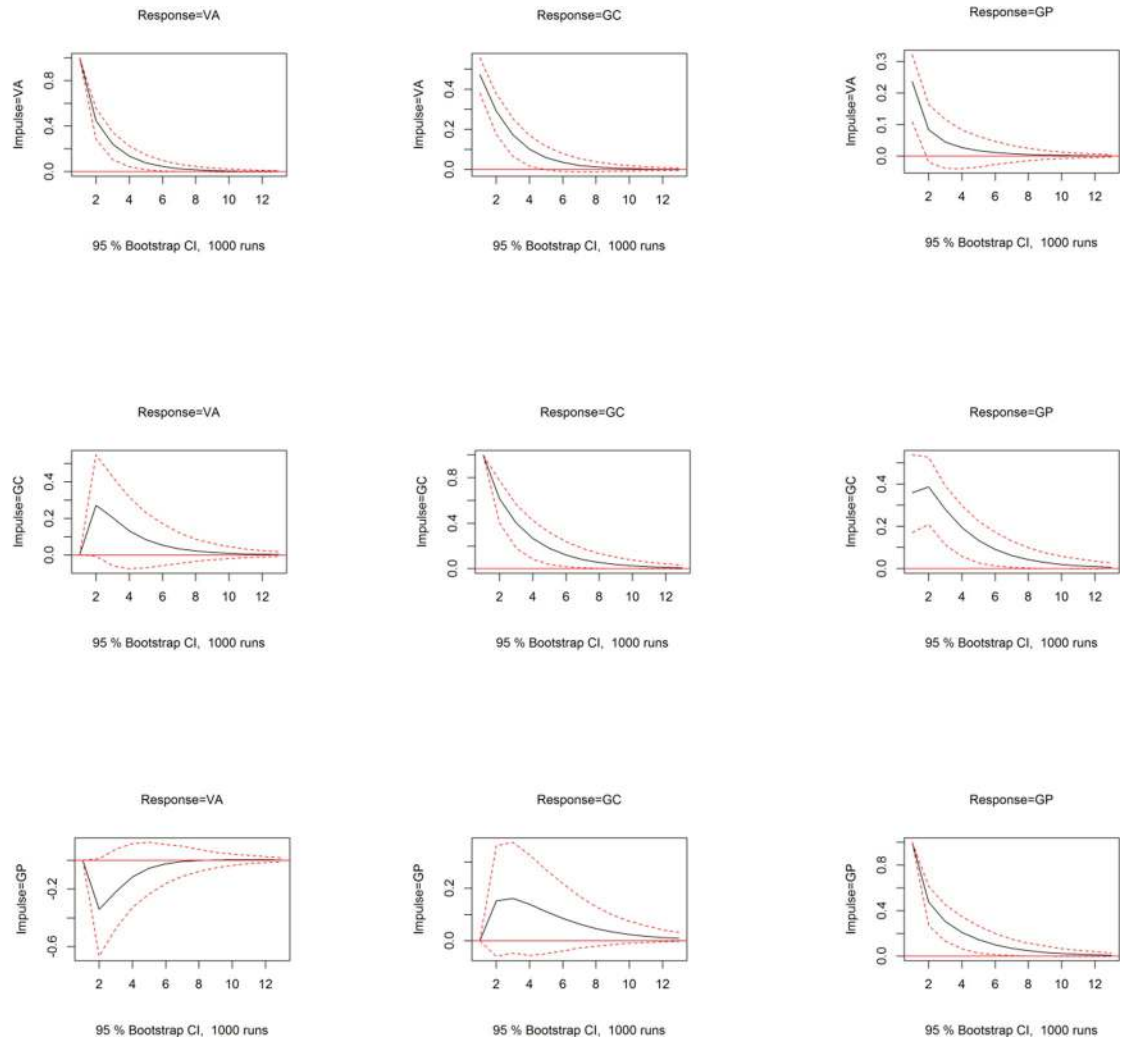 Response=VA
Response=GC
Response=GP
Impulse=VA
0.0 0.4 0.8
2 4 6 8 10 12
95 % Bootstrap CI, 1000 runs
Impulse=VA
0.0 0.2 0.4
2 4 6 8 10 12
95 % Bootstrap CI, 1000 runs
Impulse=VA
0.0 0.1 0.2 0.3
2 4 6 8 10 12
95 % Bootstrap CI, 1000 runs
Response=VA
Response=GC
Response=GP
Impulse=GC
0.0 0.2 0.4
2 4 6 8 10 12
95 % Bootstrap CI, 1000 runs
Impulse=GC
0.0 0.4 0.8
2 4 6 8 10 12
95 % Bootstrap CI, 1000 runs
Impulse=GC
0.0 0.2 0.4
2 4 6 8 10 12
95 % Bootstrap CI, 1000 runs
Response=VA
Response=GC
Response=GP
Impulse=GP
-0.6 -0.2
2 4 6 8 10 12
95 % Bootstrap CI, 1000 runs
Impulse=GP
0.0 0.2
2 4 6 8 10 12
95 % Bootstrap CI, 1000 runs
Impulse=GP
0.0 0.4 0.8
2 4 6 8 10 12
95 % Bootstrap CI, 1000 runs